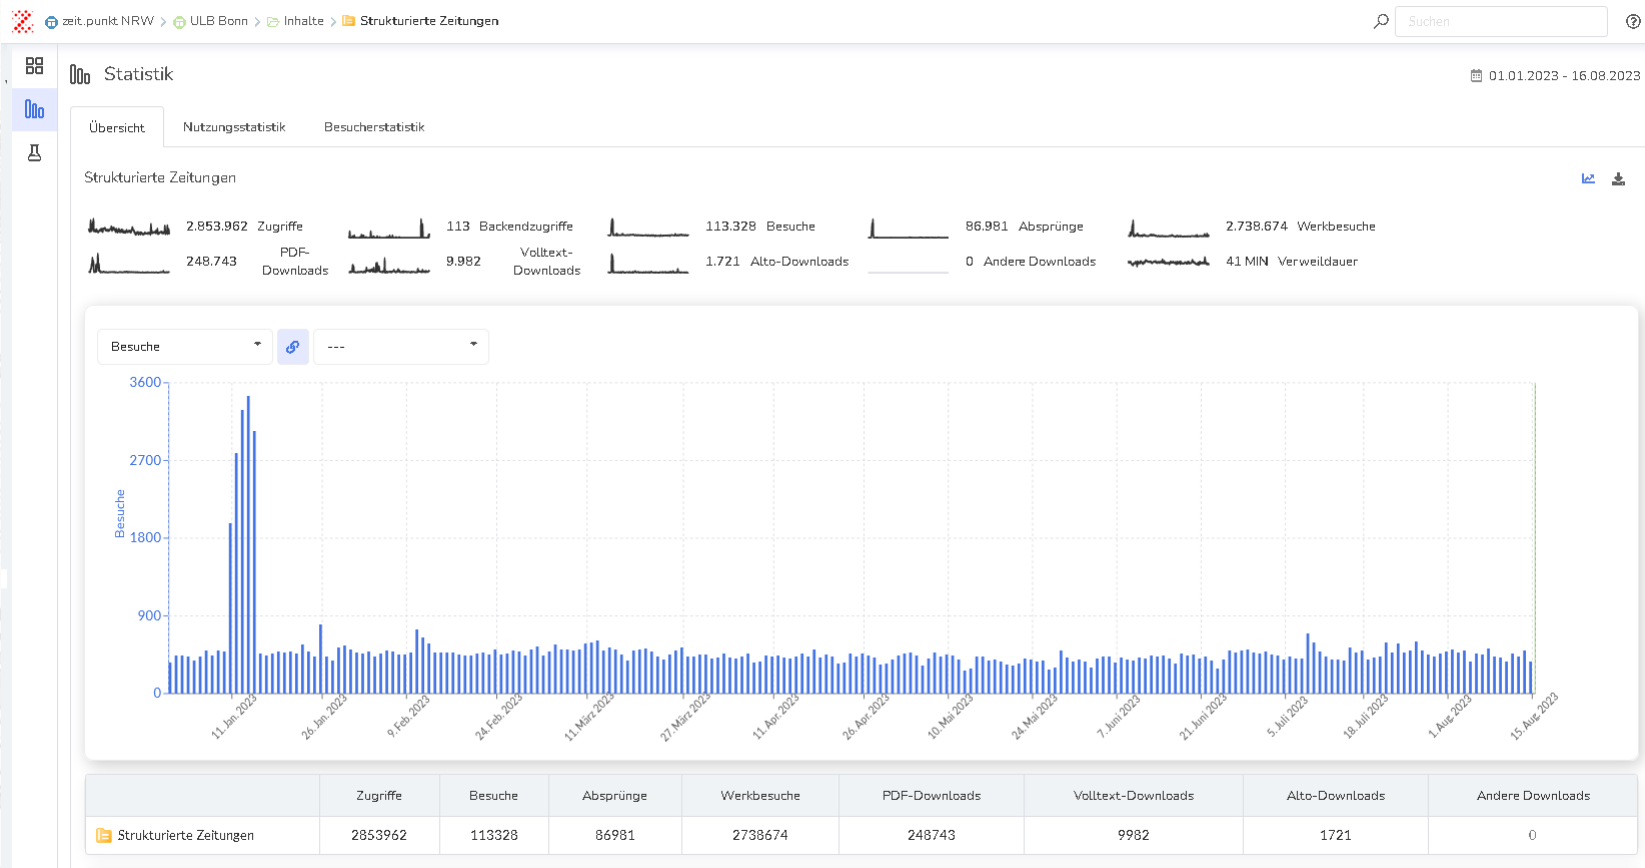 zeit.punkt NRW > ULB Bonn > Inhalte > Strukturierte Zeitungen
Suchen
Statistik
01.01.2023 - 16.08.2023
Übersicht Nutzungsstatistik Besucherstatistik
Strukturierte Zeitungen
2.853.962 Zugriffe 113 Backendzugriffe 113.328 Besuche 86.981 Absprünge 2.738.674 Werkbesuche
248.743 PDF-Downloads 9.982 Volltext-Downloads 1.721 Alto-Downloads 0 Andere Downloads 41 MIN Verweildauer
Besuche ---
3600
2700
1800
900
0
Besuche
11. Jan. 2023 26. Jan. 2023 9. Feb. 2023 24. Feb. 2023 11. März 2023 27. März 2023 11. Apr. 2023 26. Apr. 2023 10. Mai 2023 24. Mai 2023 7. Juni 2023 21. Juni 2023 5. Juli 2023 18. Juli 2023 1. Aug. 2023 15. Aug. 2023
Zugriffe Besuche Absprünge Werkbesuche PDF-Downloads Volltext-Downloads Alto-Downloads Andere Downloads
Strukturierte Zeitungen 2853962 113328 86981 2738674 248743 9982 1721 0